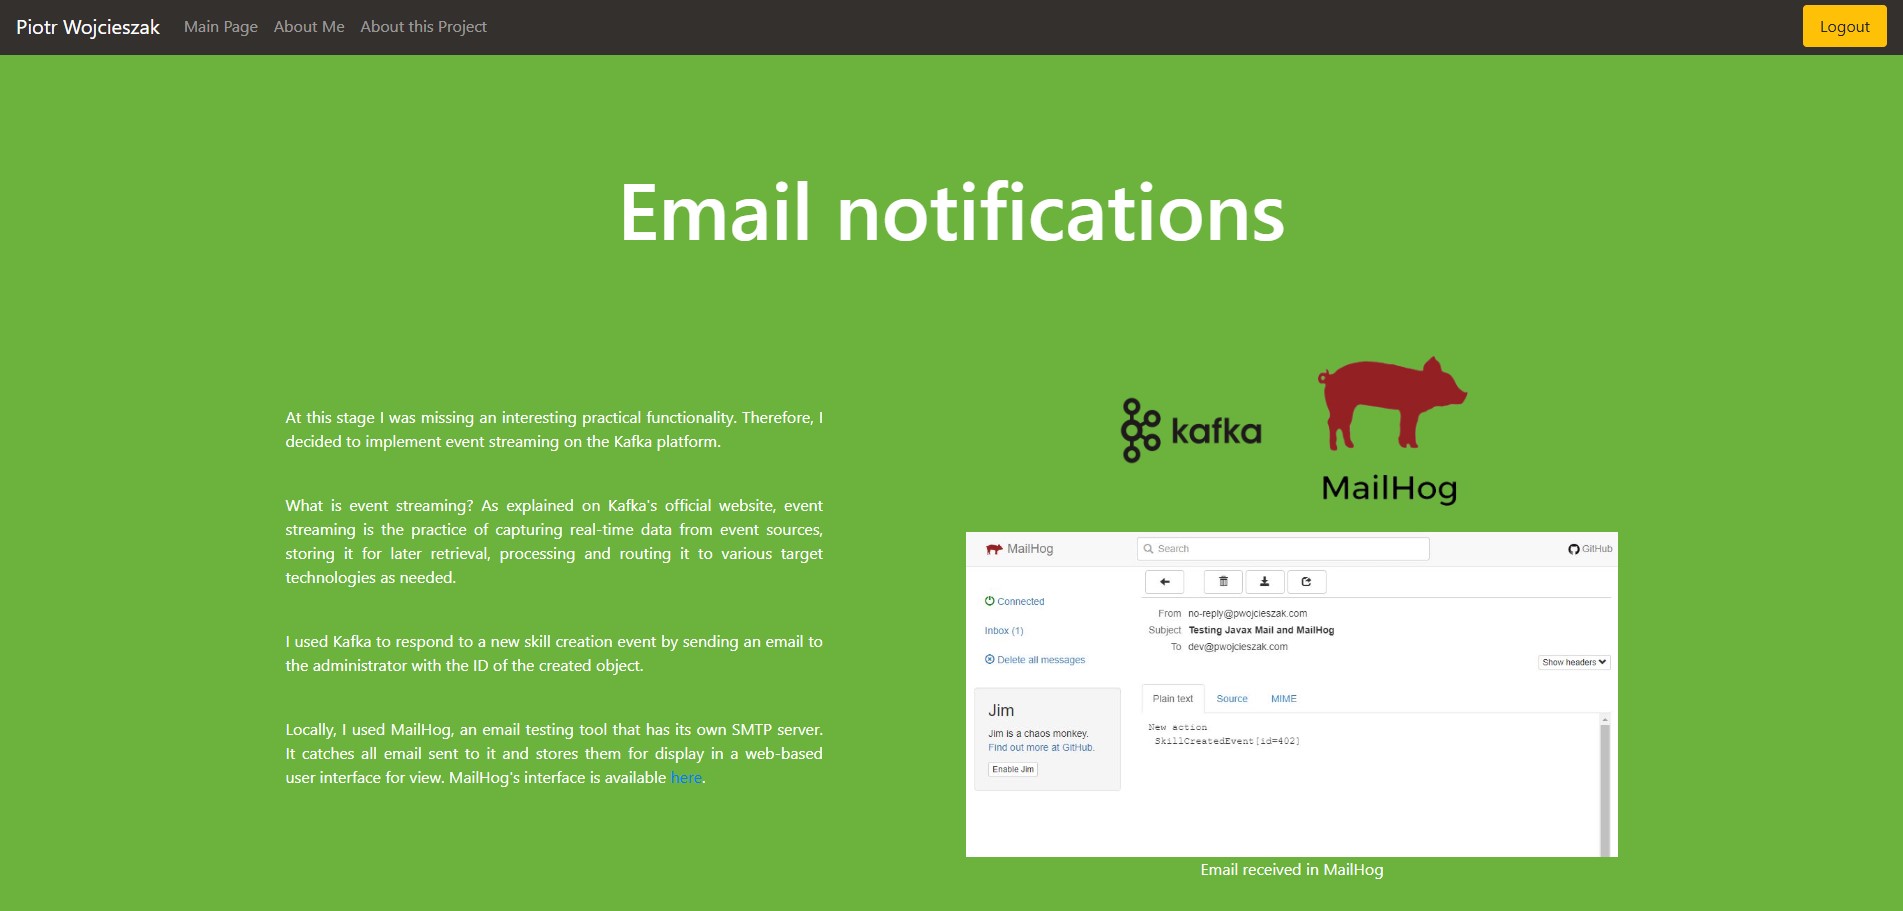 Piotr Wojcieszak Main Page About Me About this Project Logout
Email notifications
At this stage I was missing an interesting practical functionality. Therefore, I
decided to implement event streaming on the Kafka platform.
What is event streaming? As explained on Kafka's official website, event
streaming is the practice of capturing real-time data from event sources,
storing it for later retrieval, processing and routing it to various target
technologies as needed.
I used Kafka to respond to a new skill creation event by sending an email to
the administrator with the ID of the created object.
Locally, I used MailHog, an email testing tool that has its own SMTP server.
It catches all email sent to it and stores them for display in a web-based
user interface for view. MailHog's interface is available here.
kafka
MailHog
MailHog Search GitHub
Connected
Inbox (1)
Delete all messages
Jim
Jim is a chaos monkey.
Find out more at GitHub.
Enable Jim
From no-reply@pwojcieszak.com
Subject Testing Javax Mail and MailHog
To dev@pwojcieszak.com
Show headers
Plain text Source MIME
New action
SkillCreatedEvent[id=402]
Email received in MailHog